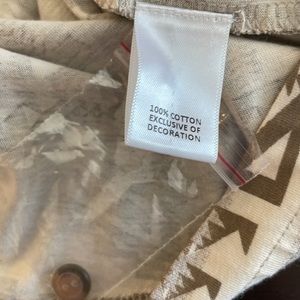 100% COTTON
EXCLUSIVE OF
DECORATION